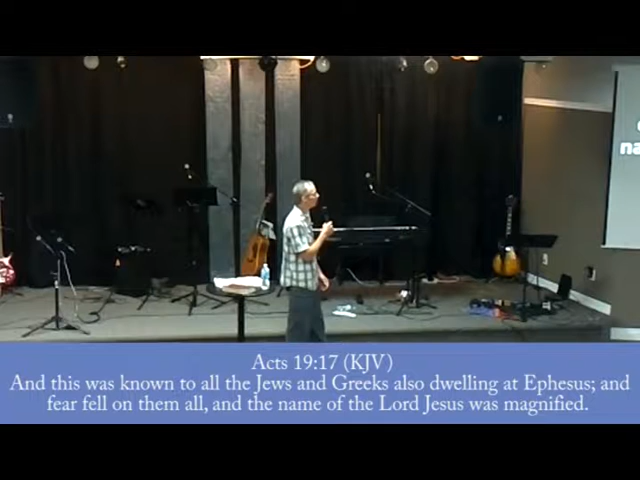 na
Acts 19:17 (KJV)
And this was known to all the Jews and Greeks also dwelling at Ephesus; and
fear fell on them all, and the name of the Lord Jesus was magnified.